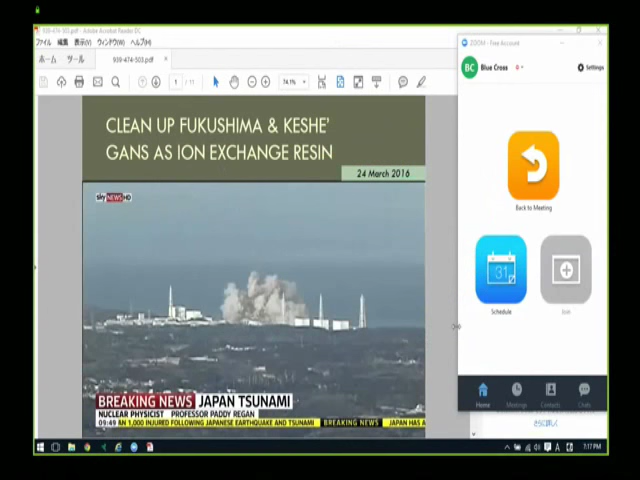 939-474-503.pdf - Adobe Acrobat Reader DC
ファイル 編集 表示(V) ウィンドウ(W) ヘルプ(H)
ホーム ツール 939-474-503.pdf ×
1 / 11 74.1%
CLEAN UP FUKUSHIMA & KESHE'
GANS AS ION EXCHANGE RESIN
24 March 2016
sky NEWS HD
BREAKING NEWS JAPAN TSUNAMI
NUCLEAR PHYSICIST PROFESSOR PADDY REGAN
09:49 AN 1,000 INJURED FOLLOWING JAPANESE EARTHQUAKE AND TSUNAMI BREAKING NEWS JAPAN HAS A
ZOOM - Free Account
BC Blue Cross Settings
Back to Meeting
31
Schedule Join
Home Meetings Contacts Chats
さらに詳しく
A 7:17 PM